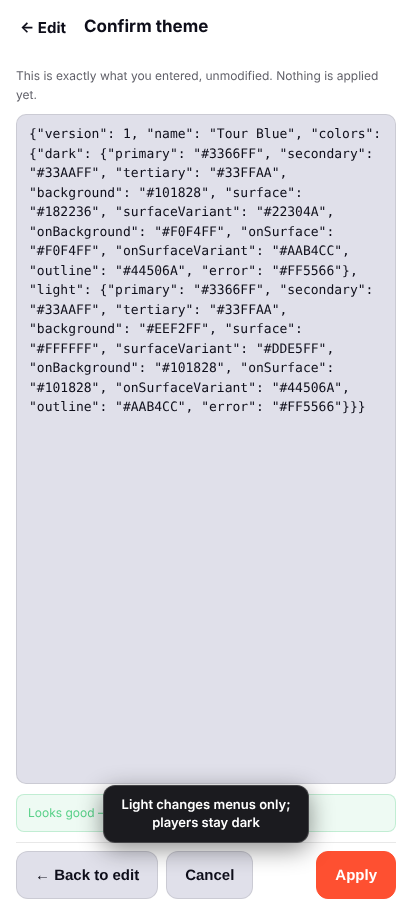 ← Edit Confirm theme
This is exactly what you entered, unmodified. Nothing is applied
yet.
{"version": 1, "name": "Tour Blue", "colors":
{"dark": {"primary": "#3366FF", "secondary":
"#33AAFF", "tertiary": "#33FFAA",
"background": "#101828", "surface":
"#182236", "surfaceVariant": "#22304A",
"onBackground": "#F0F4FF", "onSurface":
"#F0F4FF", "onSurfaceVariant": "#AAB4CC",
"outline": "#44506A", "error": "#FF5566"},
"light": {"primary": "#3366FF", "secondary":
"#33AAFF", "tertiary": "#33FFAA",
"background": "#EEF2FF", "surface":
"#FFFFFF", "surfaceVariant": "#DDE5FF",
"onBackground": "#101828", "onSurface":
"#101828", "onSurfaceVariant": "#44506A",
"outline": "#AAB4CC", "error": "#FF5566"}}}
Looks good
Light changes menus only;
players stay dark
← Back to edit Cancel Apply